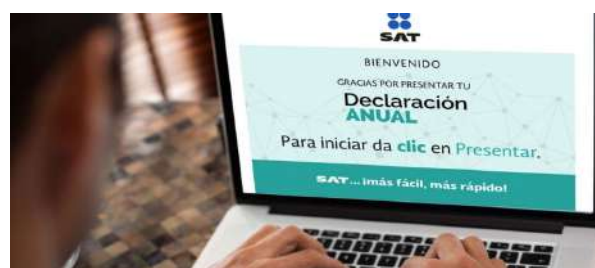 SAT
BIENVENIDO
GRACIAS POR PRESENTAR TU
Declaración
ANUAL
Para iniciar da clic en Presentar.
SAT... ¡más fácil, más rápido!